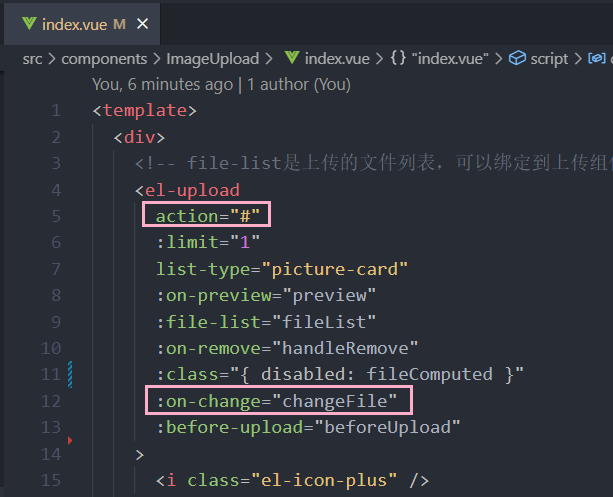 index.vue M ×
src > components > ImageUpload > index.vue > {} "index.vue" > script >
You, 6 minutes ago | 1 author (You)
1 <template>
2 <div>
3 <!-- file-list是上传的文件列表，可以绑定到上传组
4 <el-upload
5 action="#"
6 :limit="1"
7 list-type="picture-card"
8 :on-preview="preview"
9 :file-list="fileList"
10 :on-remove="handleRemove"
11 :class="{ disabled: fileComputed }"
12 :on-change="changeFile"
13 :before-upload="beforeUpload"
14 >
15 <i class="el-icon-plus" />